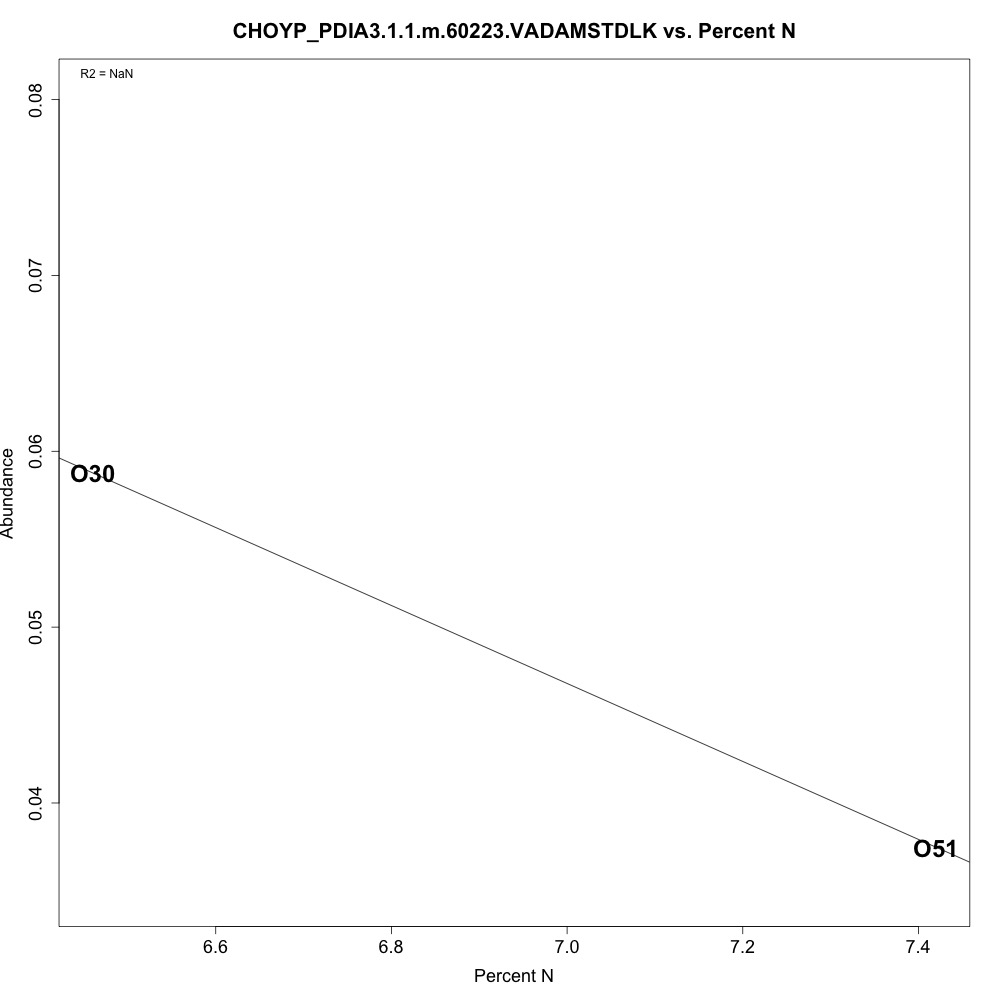 CHOYP_PDIA3.1.1.m.60223.VADAMSTDLK vs. Percent N
R2 = NaN
0.08
0.07
0.06
0.05
0.04
Abundance
O30
O51
6.6
6.8
7.0
7.2
7.4
Percent N